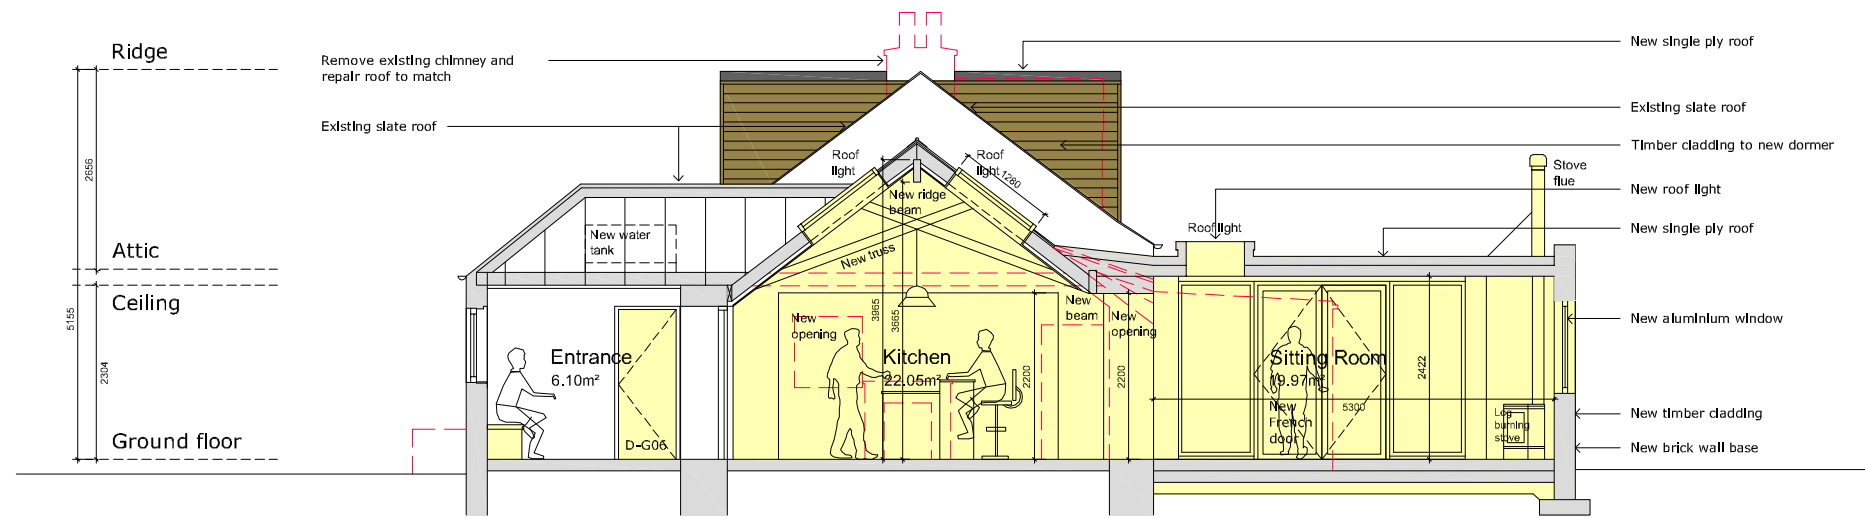 Ridge
Attic
Ceiling
Ground floor
2656
5155
2304
Remove existing chimney and
repair roof to match
Existing slate roof
New single ply roof
Existing slate roof
Timber cladding to new dormer
New roof light
New single ply roof
New aluminium window
New timber cladding
New brick wall base
Stove
flue
Roof light
Roof
light
Roof
light
1280
New ridge
beam
New water
tank
New truss
3965
3665
New
beam
New
opening
New
opening
Entrance
6.10m²
D-G06
Kitchen
22.05m²
2200
2200
Sitting Room
19.97m²
2422
5300
New
French
door
Log
burning
stove